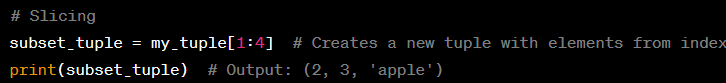 # Slicing
subset_tuple = my_tuple[1:4]  # Creates a new tuple with elements from index
print(subset_tuple)  # Output: (2, 3, 'apple')